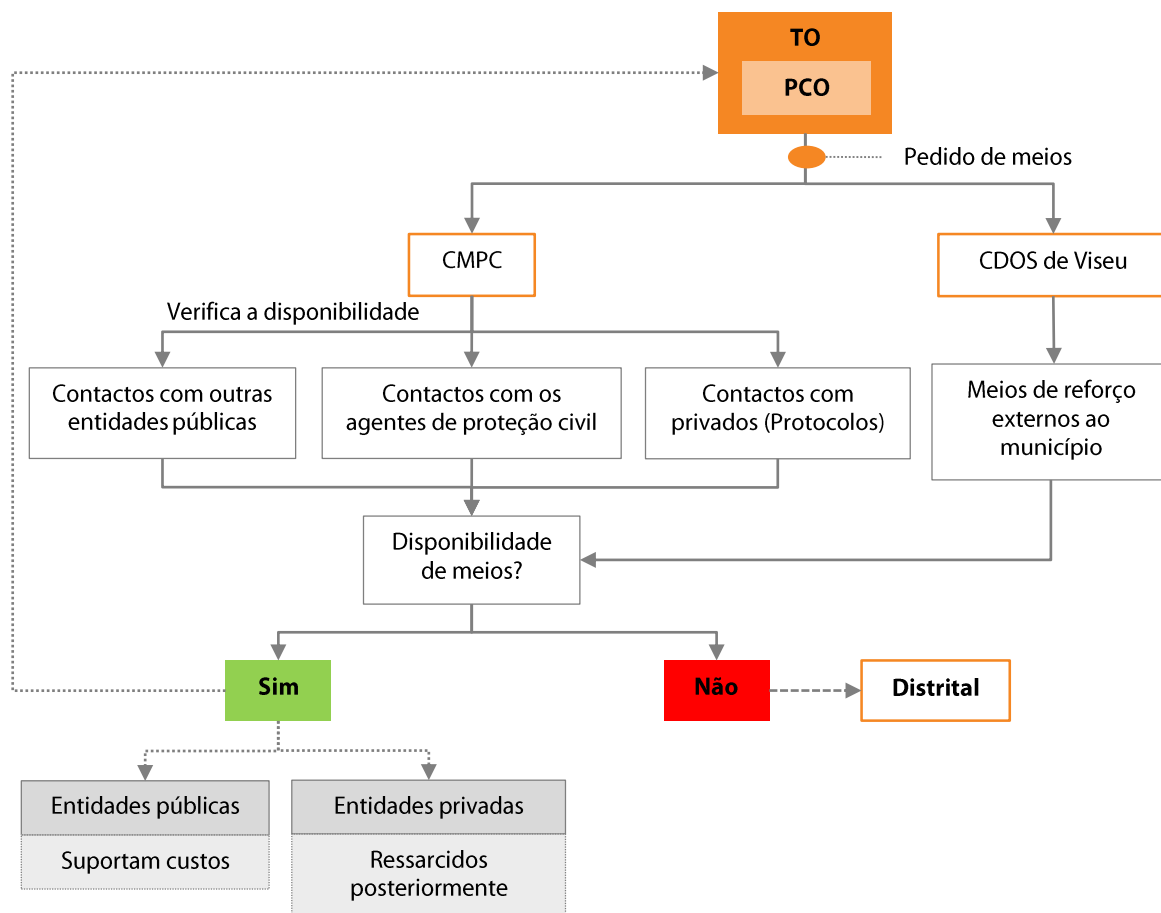 TO
PCO
Pedido de meios
CMPC
CDOS de Viseu
Verifica a disponibilidade
Contactos com outras
entidades públicas
Contactos com os
agentes de proteção civil
Contactos com
privados (Protocolos)
Meios de reforço
externos ao
município
Disponibilidade
de meios?
Sim
Não
Distrital
Entidades públicas
Suportam custos
Entidades privadas
Ressarcidos
posteriormente